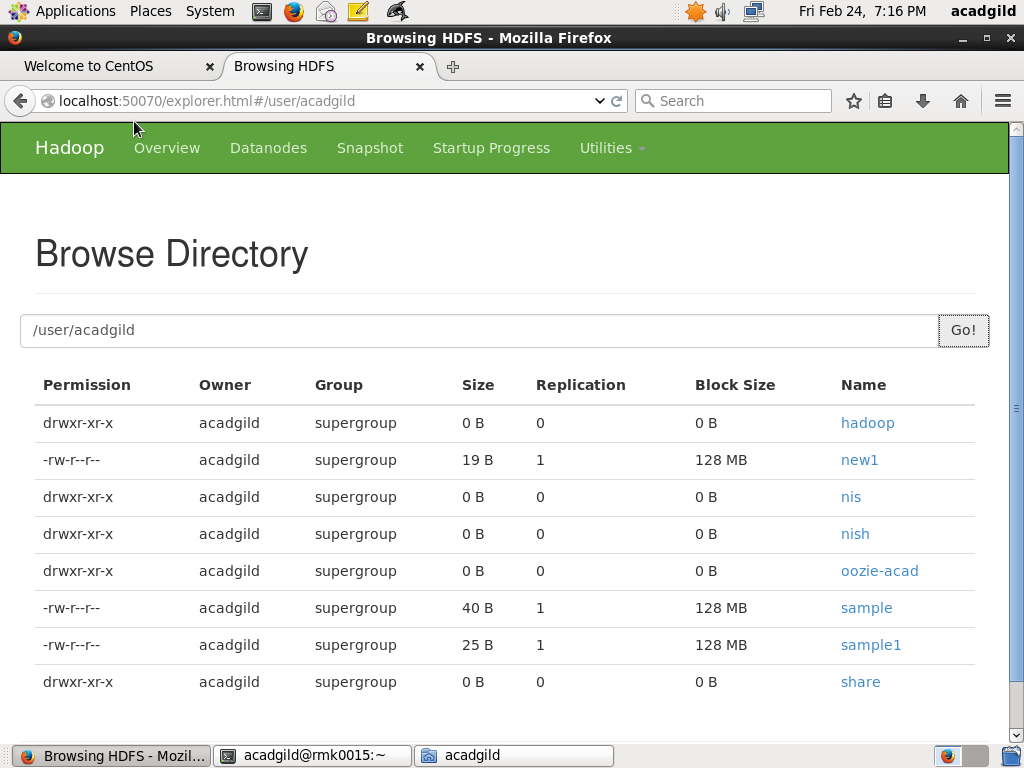 Applications Places System Fri Feb 24, 7:16 PM acadgild
Browsing HDFS - Mozilla Firefox
Welcome to CentOS Browsing HDFS
localhost:50070/explorer.html#/user/acadgild Search
Hadoop Overview Datanodes Snapshot Startup Progress Utilities
Browse Directory
/user/acadgild Go!
Permission Owner Group Size Replication Block Size Name
drwxr-xr-x acadgild supergroup 0 B 0 0 B hadoop
-rw-r--r-- acadgild supergroup 19 B 1 128 MB new1
drwxr-xr-x acadgild supergroup 0 B 0 0 B nis
drwxr-xr-x acadgild supergroup 0 B 0 0 B nish
drwxr-xr-x acadgild supergroup 0 B 0 0 B oozie-acad
-rw-r--r-- acadgild supergroup 40 B 1 128 MB sample
-rw-r--r-- acadgild supergroup 25 B 1 128 MB sample1
drwxr-xr-x acadgild supergroup 0 B 0 0 B share
Browsing HDFS - Mozil... acadgild@rmk0015:~ acadgild